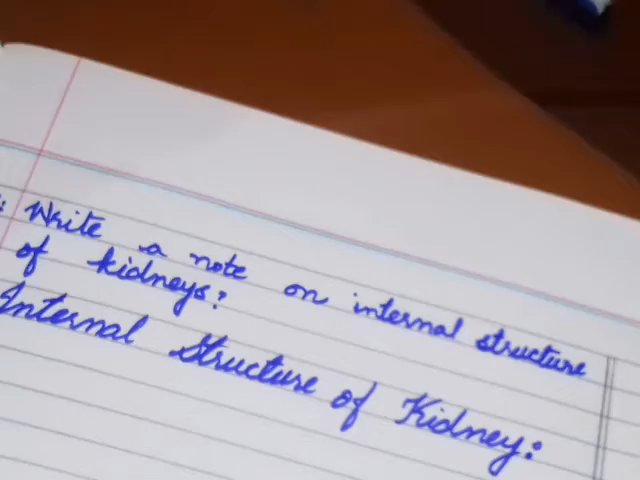 : Write a note on internal structure
of kidneys?
Internal Structure of Kidney: